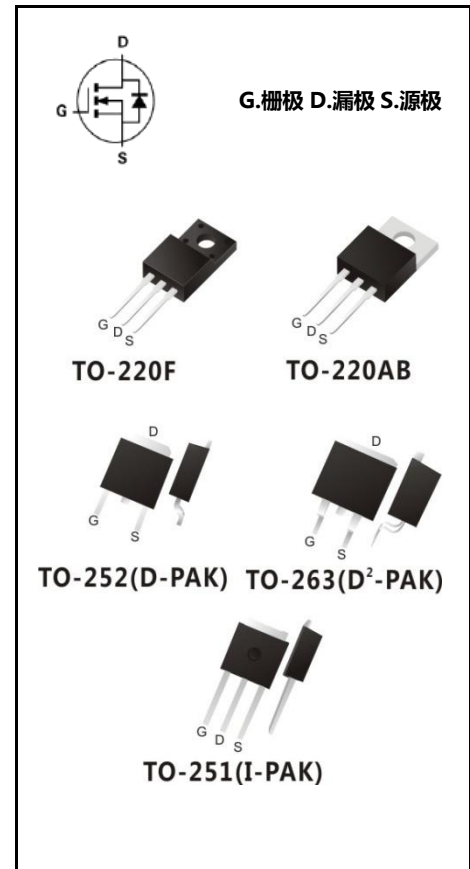 D
G
S
G.栅极 D.漏极 S.源极
G D S
TO-220F
G D S
TO-220AB
D
G S
TO-252(D-PAK)
D
G S
TO-263(D²-PAK)
G D S
TO-251(I-PAK)